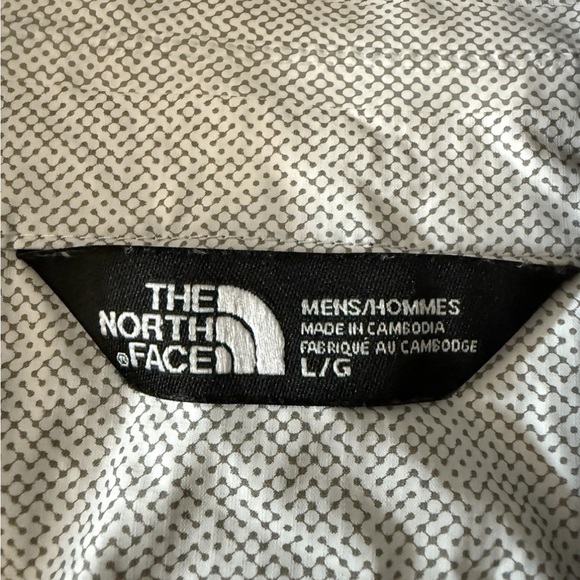 THE
NORTH
®FACE
MENS/HOMMES
MADE IN CAMBODIA
FABRIQUÉ AU CAMBODGE
L/G